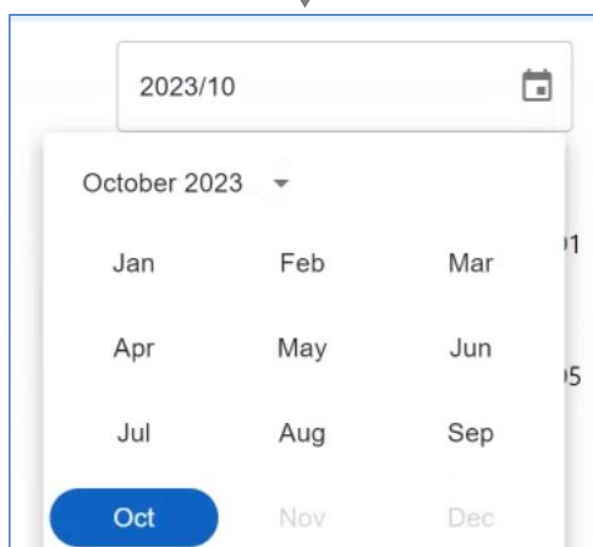 2023/10
October 2023
Jan Feb Mar
Apr May Jun
Jul Aug Sep
Oct Nov Dec